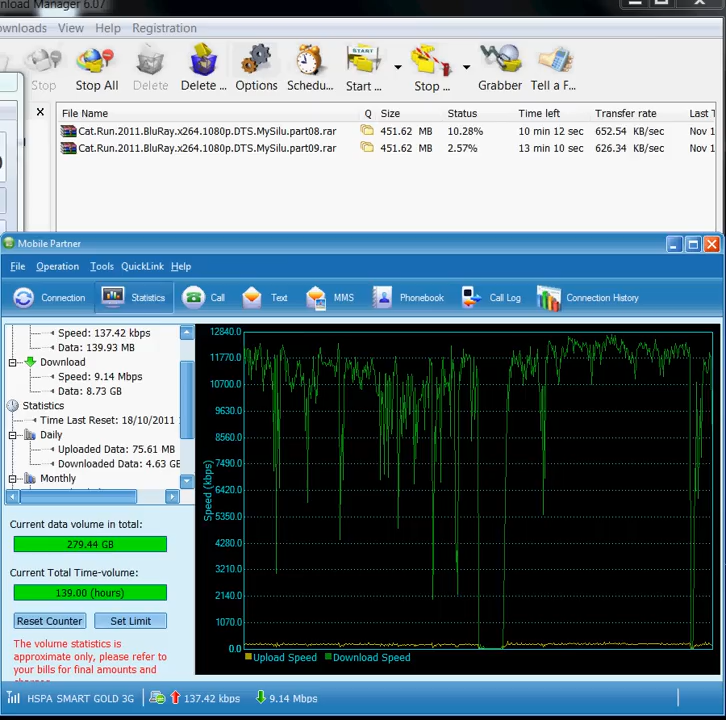 nload Manager 6.07
ownloads View Help Registration
Stop Stop All Delete Delete ... Options Schedu... Start ... Stop ... Grabber Tell a F...
File Name Q Size Status Time left Transfer rate Last T
Cat.Run.2011.BluRay.x264.1080p.DTS.MySilu.part08.rar 451.62 MB 10.28% 10 min 12 sec 652.54 KB/sec Nov 1
Cat.Run.2011.BluRay.x264.1080p.DTS.MySilu.part09.rar 451.62 MB 2.57% 13 min 10 sec 626.34 KB/sec Nov 1
Mobile Partner
File Operation Tools QuickLink Help
Connection Statistics Call Text MMS Phonebook Call Log Connection History
Speed: 137.42 kbps
Data: 139.93 MB
Download
Speed: 9.14 Mbps
Data: 8.73 GB
Statistics
Time Last Reset: 18/10/2011
Daily
Uploaded Data: 75.61 MB
Downloaded Data: 4.63 GE
Monthly
Current data volume in total:
279.44 GB
Current Total Time-volume:
139.00 (hours)
Reset Counter Set Limit
The volume statistics is
approximate only, please refer to
your bills for final amounts and
12840.0
11770.0
10700.0
9630.0
8560.0
7490.0
6420.0
5350.0
4280.0
3210.0
2140.0
1070.0
0.0
Speed (kbps)
Upload Speed Download Speed
HSPA SMART GOLD 3G 137.42 kbps 9.14 Mbps